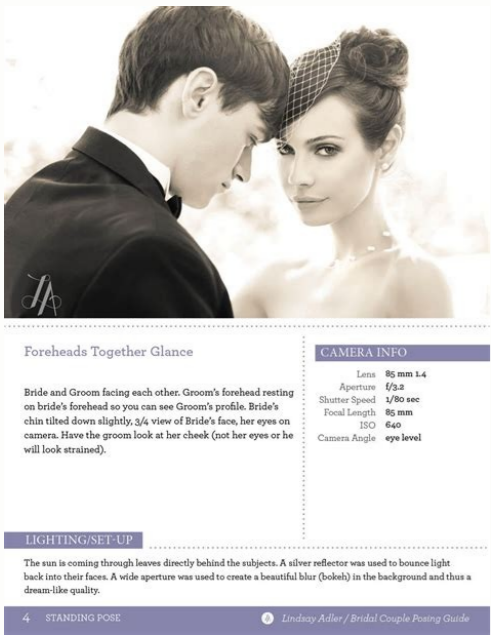 LA
Foreheads Together Glance
Bride and Groom facing each other. Groom's forehead resting
on bride's forehead so you can see Groom's profile. Bride's
chin tilted down slightly, 3/4 view of Bride's face, her eyes on
camera. Have the groom look at her cheek (not her eyes or he
will look strained).
CAMERA INFO
Lens 85 mm 1.4
Aperture f/3.2
Shutter Speed 1/80 sec
Focal Length 85 mm
ISO 640
Camera Angle eye level
LIGHTING/SET-UP
The sun is coming through leaves directly behind the subjects. A silver reflector was used to bounce light
back into their faces. A wide aperture was used to create a beautiful blur (bokeh) in the background and thus a
dream-like quality.
4 STANDING POSE
Lindsay Adler / Bridal Couple Posing Guide